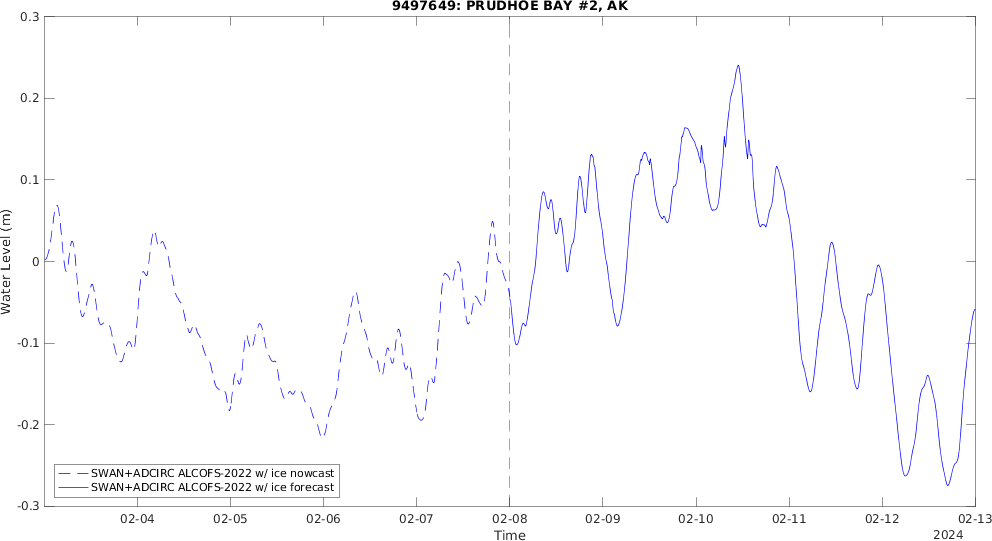 9497649: PRUDHOE BAY #2, AK
0.3
0.2
0.1
0
-0.1
-0.2
-0.3
Water Level (m)
SWAN+ADCIRC ALCOFS-2022 w/ ice nowcast
SWAN+ADCIRC ALCOFS-2022 w/ ice forecast
02-04 02-05 02-06 02-07 02-08 02-09 02-10 02-11 02-12 02-13
Time
2024